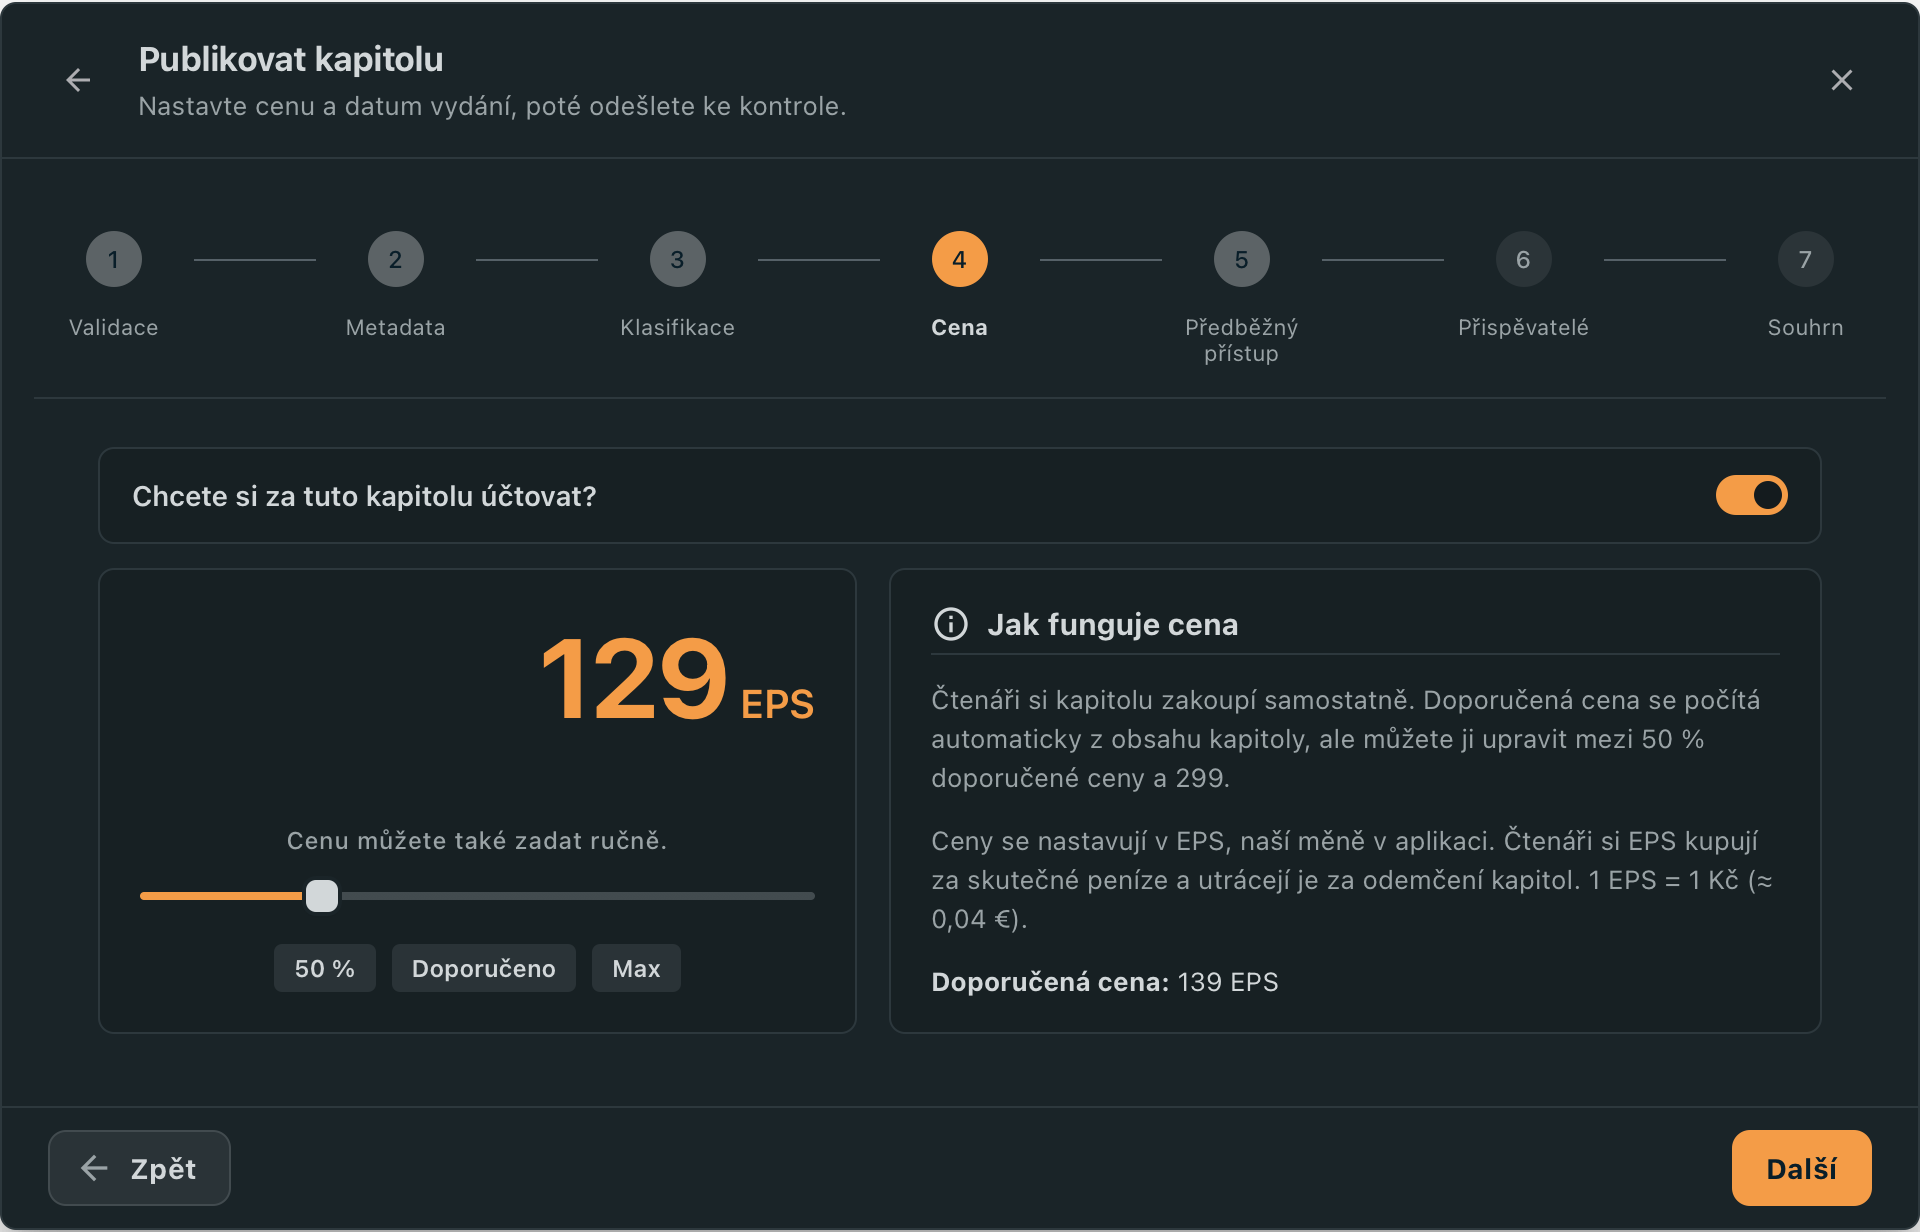 Publikovat kapitolu
Nastavte cenu a datum vydání, poté odešlete ke kontrole.
1
2
3
4
5
6
7
Validace
Metadata
Klasifikace
Cena
Předběžný
přístup
Přispěvatelé
Souhrn
Chcete si za tuto kapitolu účtovat?
129 EPS
Cenu můžete také zadat ručně.
50 %
Doporučeno
Max
Jak funguje cena
Čtenáři si kapitolu zakoupí samostatně. Doporučená cena se počítá
automaticky z obsahu kapitoly, ale můžete ji upravit mezi 50 %
doporučené ceny a 299.
Ceny se nastavují v EPS, naší měně v aplikaci. Čtenáři si EPS kupují
za skutečné peníze a utrácejí je za odemčení kapitol. 1 EPS = 1 Kč (≈
0,04 €).
Doporučená cena: 139 EPS
Zpět
Další